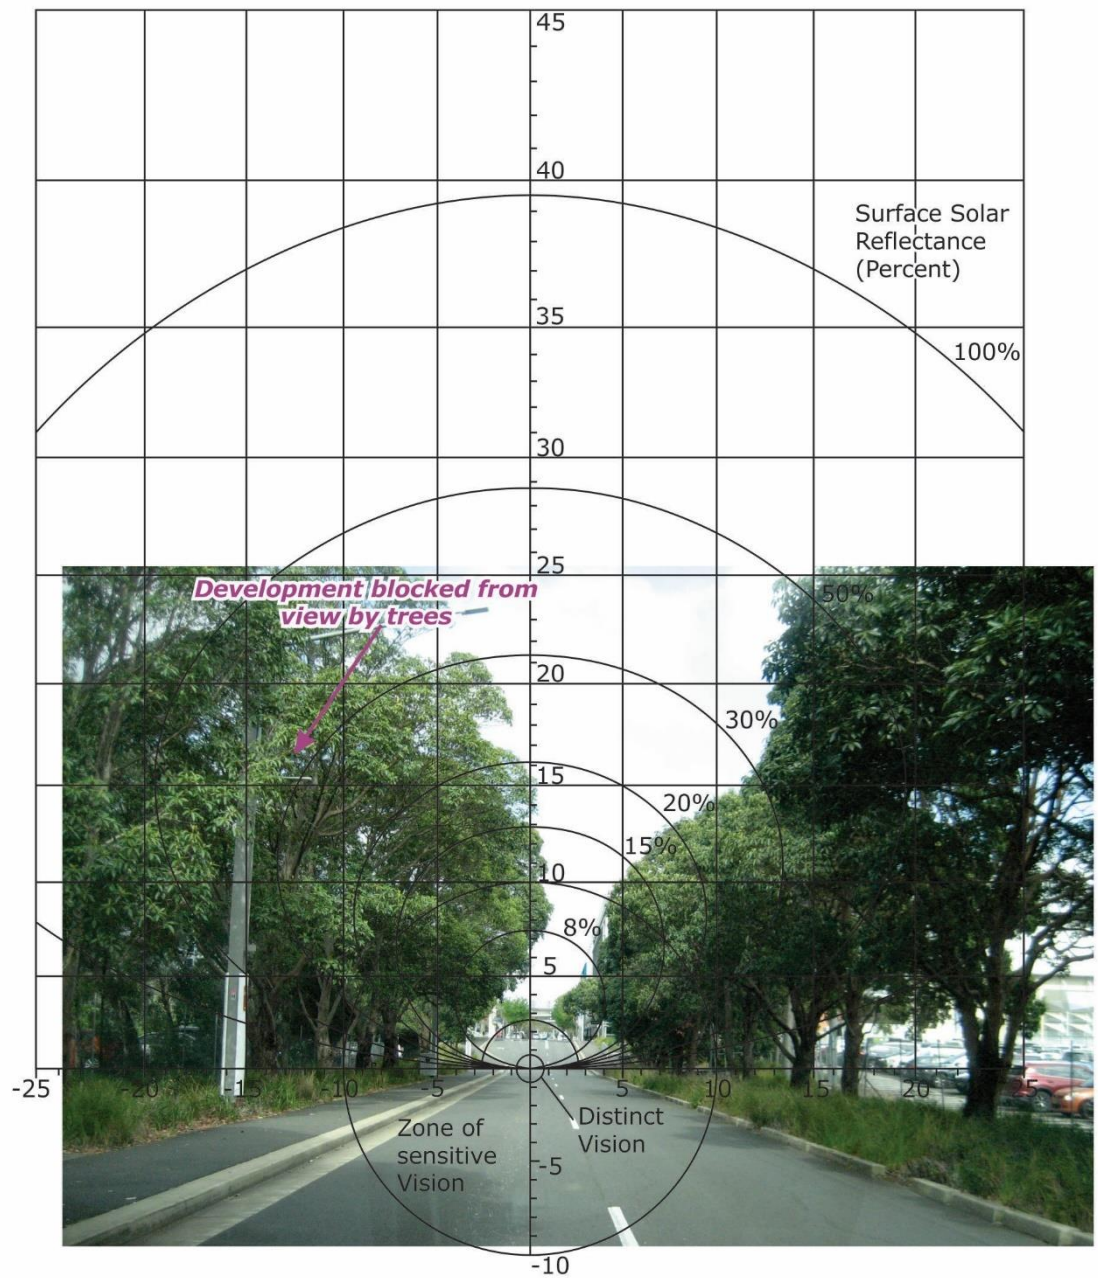 45
40
Surface Solar
Reflectance
(Percent)
35
100%
30
25
Development blocked from
view by trees
50%
20
30%
15
20%
15%
10
8%
5
-25
-20
-15
-10
-5
5
10
15
20
25
Zone of
sensitive
Vision
Distinct
Vision
-5
-10